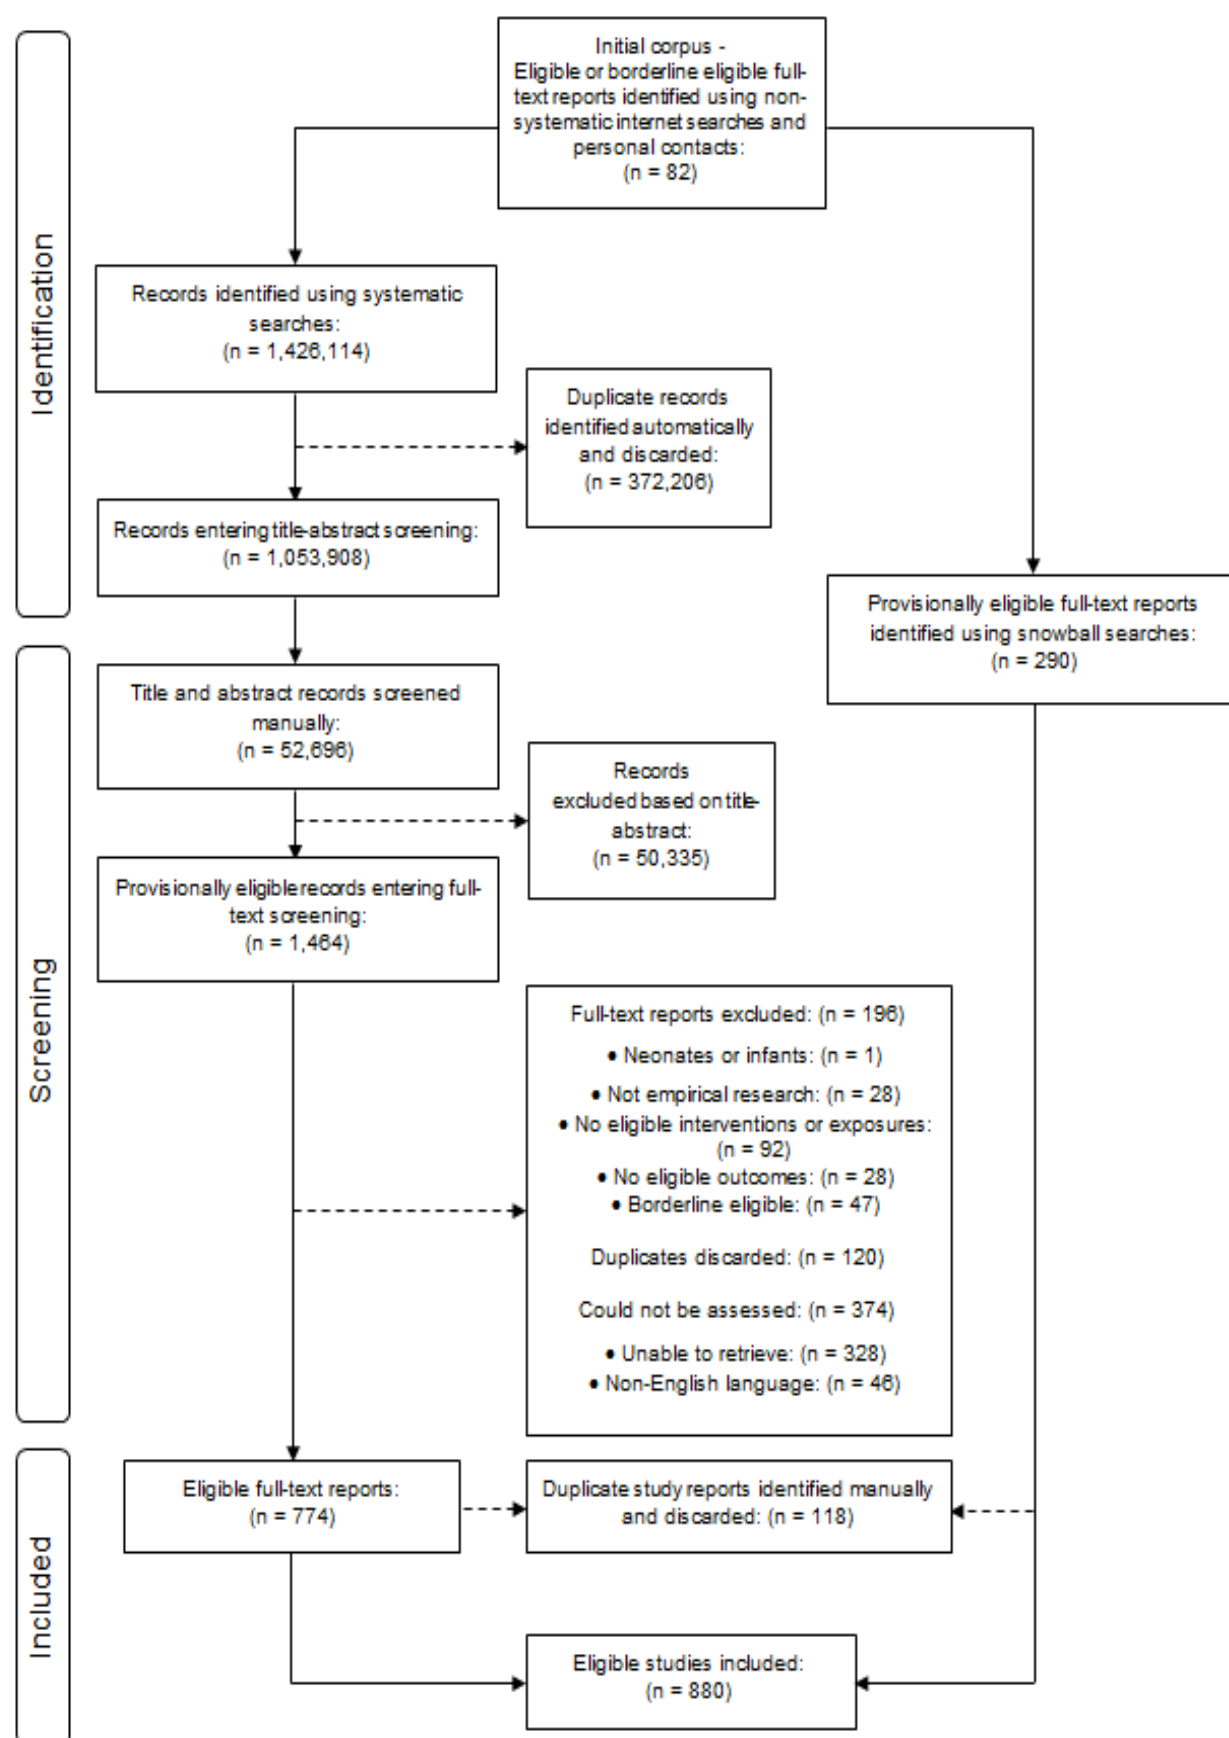 Identification
Initial corpus -
Eligible or borderline eligible full-
text reports identified using non-
systematic internet searches and
personal contacts:
(n = 82)
Records identified using systematic
searches:
(n = 1,426,114)
Duplicate records
identified automatically
and discarded:
(n = 372,206)
Records entering title-abstract screening:
(n = 1,053,908)
Provisionally eligible full-text reports
identified using snowball searches:
(n = 290)
Screening
Title and abstract records screened
manually:
(n = 52,696)
Records
excluded based on title-
abstract:
(n = 50,335)
Provisionally eligible records entering full-
text screening:
(n = 1,464)
Full-text reports excluded: (n = 196)
• Neonates or infants: (n = 1)
• Not empirical research: (n = 28)
• No eligible interventions or exposures:
(n = 92)
• No eligible outcomes: (n = 28)
• Borderline eligible: (n = 47)
Duplicates discarded: (n = 120)
Could not be assessed: (n = 374)
• Unable to retrieve: (n = 328)
• Non-English language: (n = 46)
Included
Eligible full-text reports:
(n = 774)
Duplicate study reports identified manually
and discarded: (n = 118)
Eligible studies included:
(n = 880)